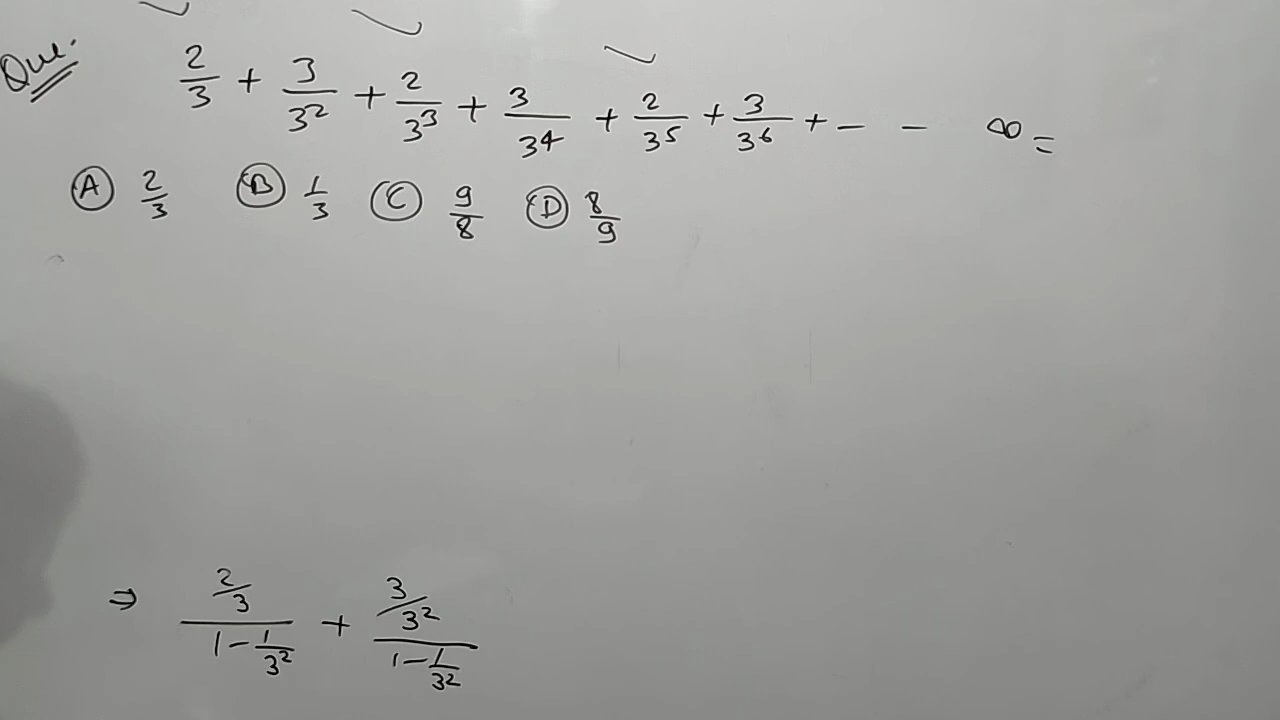 Que. 2/3 + 3/3² + 2/3³ + 3/3⁴ + 2/3⁵ + 3/3⁶ + - - ∞ =
(A) 2/3 (B) 1/3 (C) 9/8 (D) 8/9
⇒ (2/3)/(1 - 1/3²) + (3/3²)/(1 - 1/3²)